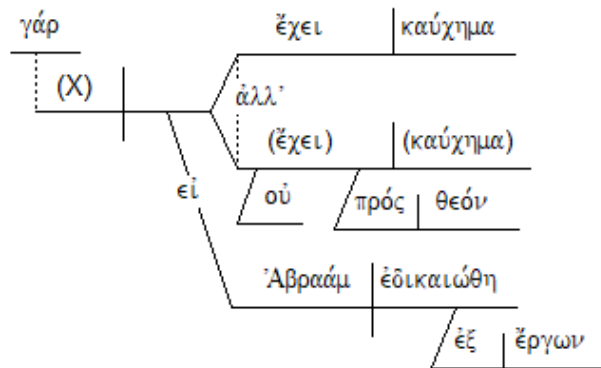 γάρ
ἔχει καύχημα
(X)
ἀλλ’
(ἔχει) (καύχημα)
εἰ
οὐ
πρός θεόν
Ἀβραάμ ἐδικαιώθη
ἐξ ἔργων